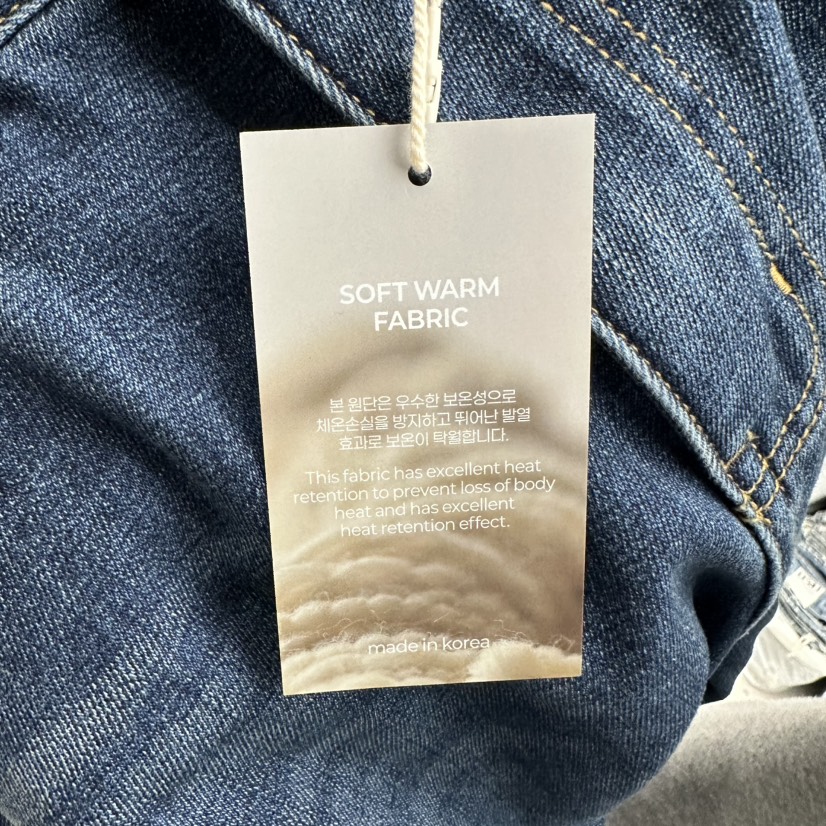 SOFT WARM
FABRIC
본 원단은 우수한 보온성으로
체온손실을 방지하고 뛰어난 발열
효과로 보온이 탁월합니다.
This fabric has excellent heat
retention to prevent loss of body
heat and has excellent
heat retention effect.
made in korea